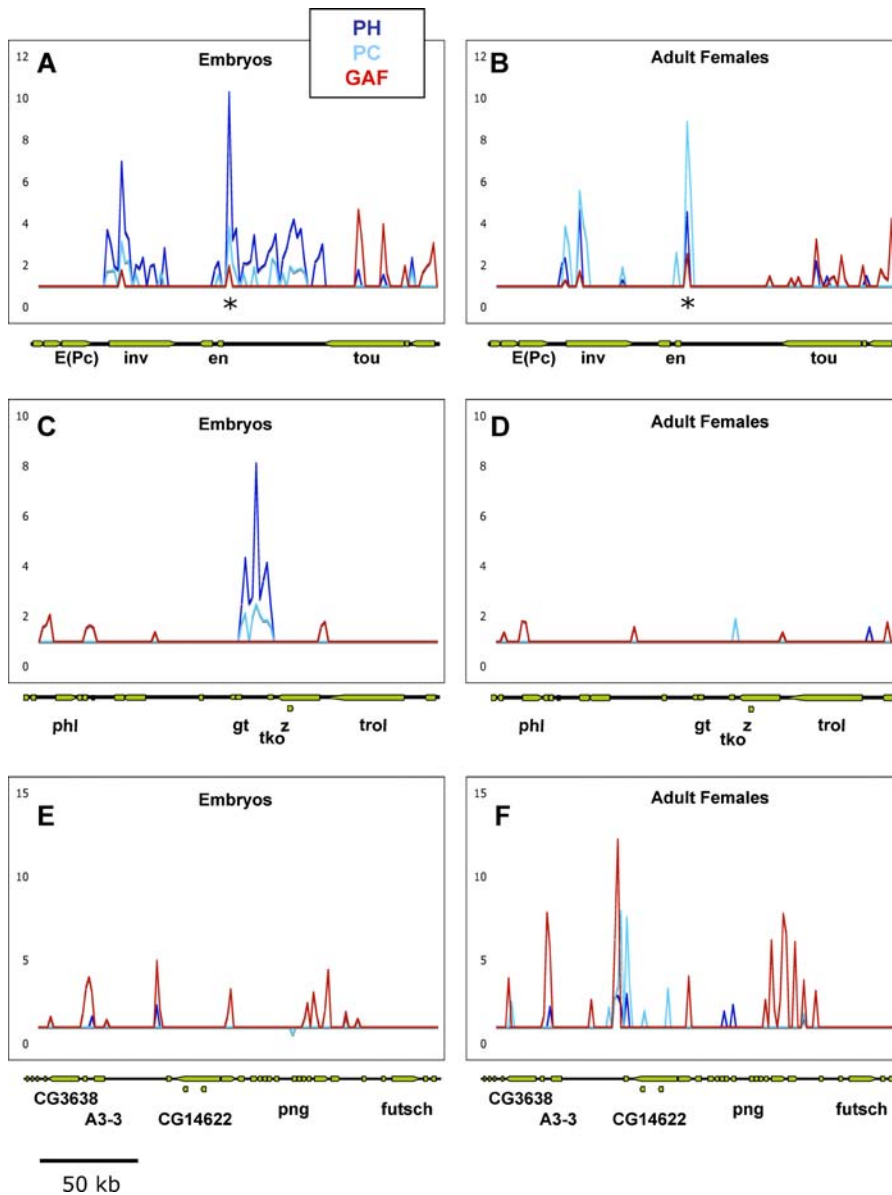 PH
PC
GAF
A
Embryos
12
10
8
6
4
2
0
*
E(Pc) inv en tou
B
Adult Females
12
10
8
6
4
2
0
*
E(Pc) inv en tou
C
Embryos
10
8
6
4
2
0
phl gt z trol
tko
D
Adult Females
10
8
6
4
2
0
phl gt z trol
tko
E
Embryos
15
10
5
0
CG3638 png futsch
A3-3 CG14622
F
Adult Females
15
10
5
0
CG3638 png futsch
A3-3 CG14622
50 kb